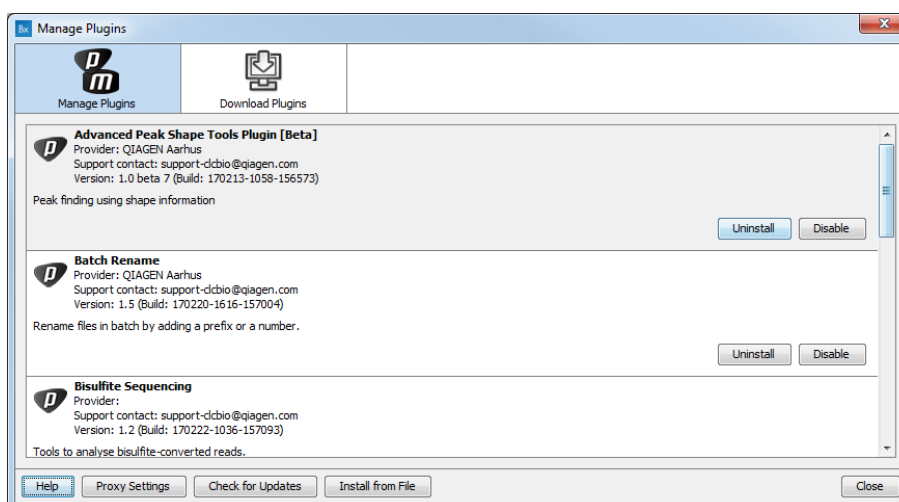 Bx Manage Plugins
Manage Plugins
Download Plugins
Advanced Peak Shape Tools Plugin [Beta]
Provider: QIAGEN Aarhus
Support contact: support-clcbio@qiagen.com
Version: 1.0 beta 7 (Build: 170213-1058-156573)
Peak finding using shape information
Uninstall Disable
Batch Rename
Provider: QIAGEN Aarhus
Support contact: support-clcbio@qiagen.com
Version: 1.5 (Build: 170220-1616-157004)
Rename files in batch by adding a prefix or a number.
Uninstall Disable
Bisulfite Sequencing
Provider:
Support contact: support-clcbio@qiagen.com
Version: 1.2 (Build: 170222-1036-157093)
Tools to analyse bisulfite-converted reads.
Help Proxy Settings Check for Updates Install from File Close